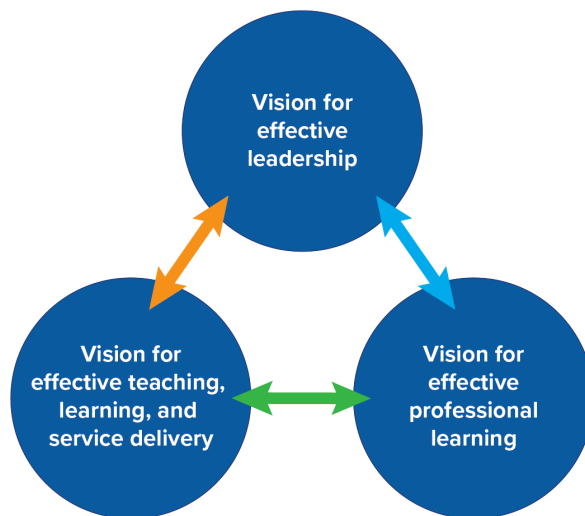 Vision for
effective
leadership
Vision for
effective teaching,
learning, and
service delivery
Vision for
effective
professional
learning